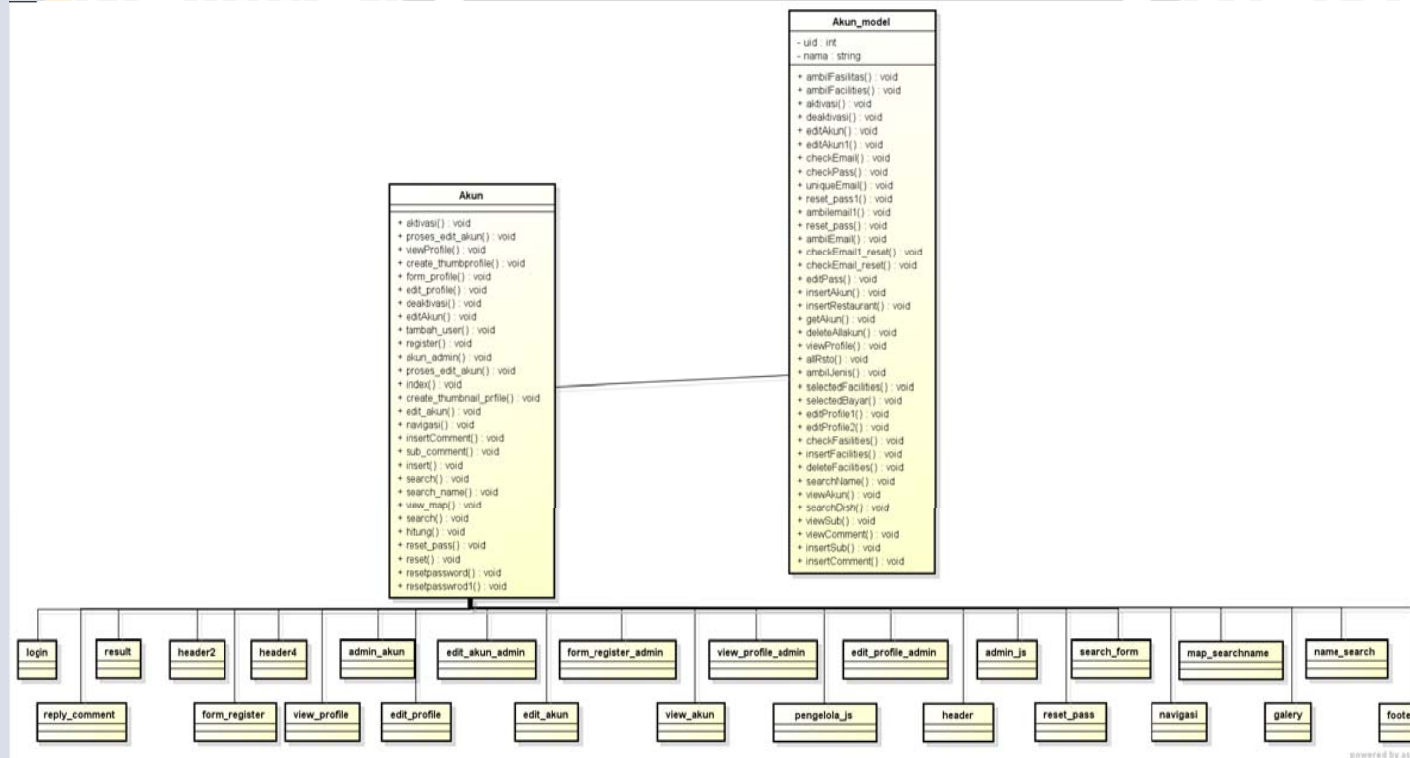 Akun_model
- uid : int
- nama : string
+ ambilFasilitas() : void
+ ambilFacilities() : void
+ aktivasi() : void
+ deaktivasi() : void
+ editAkun() : void
+ editAkun1() : void
+ checkEmail() : void
+ checkPass() : void
+ uniqueEmail() : void
+ reset_pass1() : void
+ ambilemail1() : void
+ reset_pass() : void
+ ambilEmail() : void
+ checkEmail1_reset() : void
+ checkEmail_reset() : void
+ editPass() : void
+ insertAkun() : void
+ insertRestaurant() : void
+ getAkun() : void
+ deleteAllakun() : void
+ viewProfile() : void
+ allRsto() : void
+ ambilJenis() : void
+ selectedFacilities() : void
+ selectedBayar() : void
+ editProfile1() : void
+ editProfile2() : void
+ checkFasilities() : void
+ insertFacilities() : void
+ deleteFacilities() : void
+ searchName() : void
+ viewAkun() : void
+ searchDish() : void
+ viewSub() : void
+ viewComment() : void
+ insertSub() : void
+ insertComment() : void
Akun
+ aktivasi() : void
+ proses_edit_akun() : void
+ viewProfile() : void
+ create_thumbprofile() : void
+ form_profile() : void
+ edit_profile() : void
+ deaktivasi() : void
+ editAkun() : void
+ tambah_user() : void
+ register() : void
+ akun_admin() : void
+ proses_edit_akun() : void
+ index() : void
+ create_thumbnail_prfile() : void
+ edit_akun() : void
+ navigasi() : void
+ insertComment() : void
+ sub_comment() : void
+ insert() : void
+ search() : void
+ search_name() : void
+ view_map() : void
+ search() : void
+ hitung() : void
+ reset_pass() : void
+ reset() : void
+ resetpassword() : void
+ resetpasswrod1() : void
login
result
header2
header4
admin_akun
edit_akun_admin
form_register_admin
view_profile_admin
edit_profile_admin
admin_js
search_form
map_searchname
name_search
reply_comment
form_register
view_profile
edit_profile
edit_akun
view_akun
pengelola_js
header
reset_pass
navigasi
galery
foote
powered by as